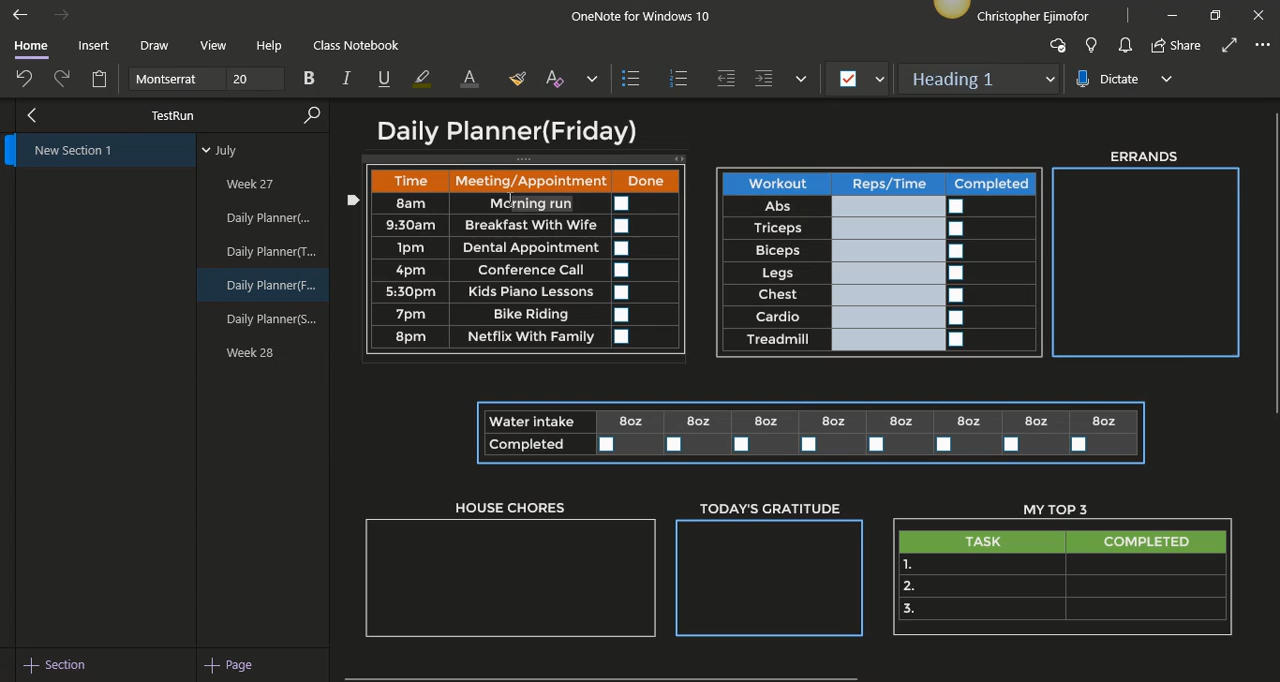 OneNote for Windows 10
Christopher Ejimofor
Home Insert Draw View Help Class Notebook
Share
Montserrat 20 B I U A A Heading 1 Dictate
TestRun
New Section 1
July
Week 27
Daily Planner(...
Daily Planner(T...
Daily Planner(F...
Daily Planner(S...
Week 28
Section
Page
Daily Planner(Friday)
Time Meeting/Appointment Done
8am Morning run
9:30am Breakfast With Wife
1pm Dental Appointment
4pm Conference Call
5:30pm Kids Piano Lessons
7pm Bike Riding
8pm Netflix With Family
Workout Reps/Time Completed
Abs
Triceps
Biceps
Legs
Chest
Cardio
Treadmill
ERRANDS
Water intake 8oz 8oz 8oz 8oz 8oz 8oz 8oz 8oz
Completed
HOUSE CHORES
TODAY'S GRATITUDE
MY TOP 3
TASK COMPLETED
1.
2.
3.